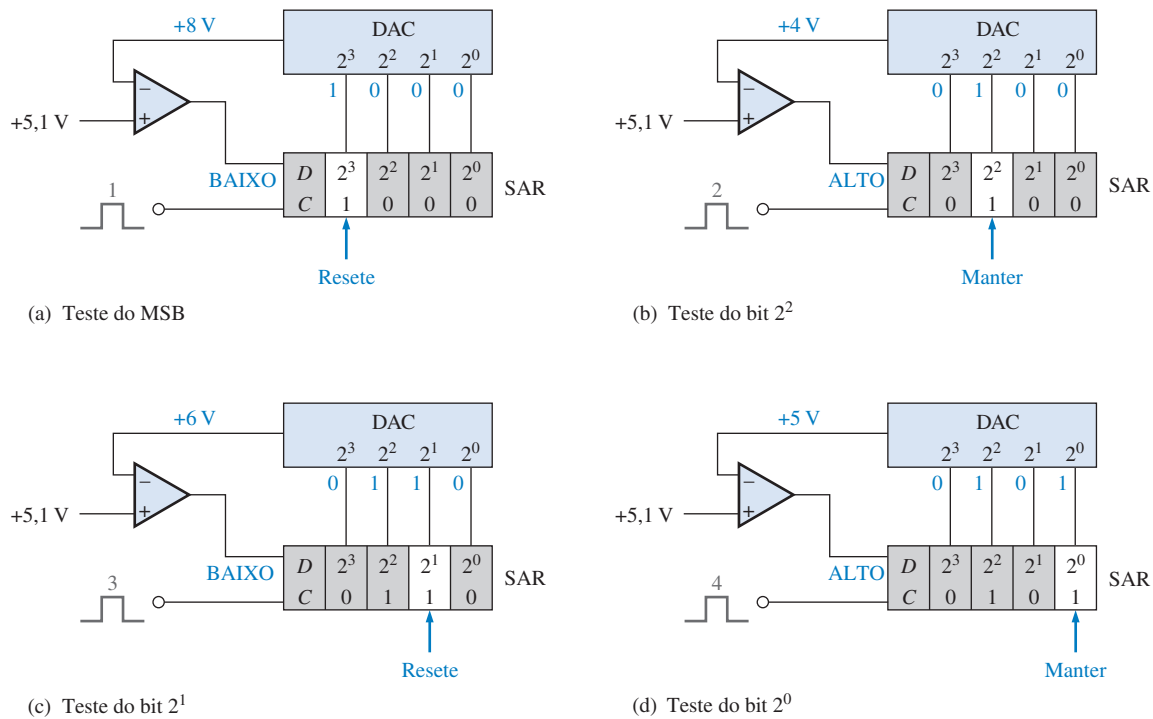 +8 V
DAC
2³ 2² 2¹ 2⁰
1 0 0 0
−
+
+5,1 V
BAIXO
D 2³ 2² 2¹ 2⁰
C 1 0 0 0
SAR
1
Resete
(a) Teste do MSB
+4 V
DAC
2³ 2² 2¹ 2⁰
0 1 0 0
−
+
+5,1 V
ALTO
D 2³ 2² 2¹ 2⁰
C 0 1 0 0
SAR
2
Manter
(b) Teste do bit 2²
+6 V
DAC
2³ 2² 2¹ 2⁰
0 1 1 0
−
+
+5,1 V
BAIXO
D 2³ 2² 2¹ 2⁰
C 0 1 1 0
SAR
3
Resete
(c) Teste do bit 2¹
+5 V
DAC
2³ 2² 2¹ 2⁰
0 1 0 1
−
+
+5,1 V
ALTO
D 2³ 2² 2¹ 2⁰
C 0 1 0 1
SAR
4
Manter
(d) Teste do bit 2⁰